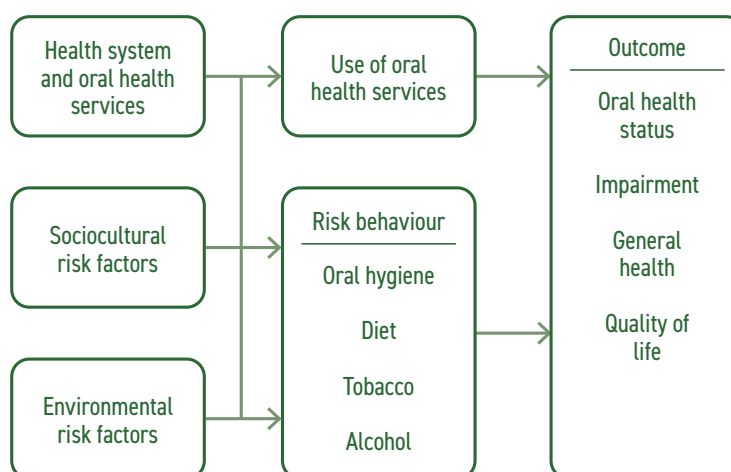 Health system
and oral health
services
Use of oral
health services
Outcome
Oral health
status
Impairment
General
health
Quality of
life
Sociocultural
risk factors
Risk behaviour
Oral hygiene
Diet
Tobacco
Alcohol
Environmental
risk factors